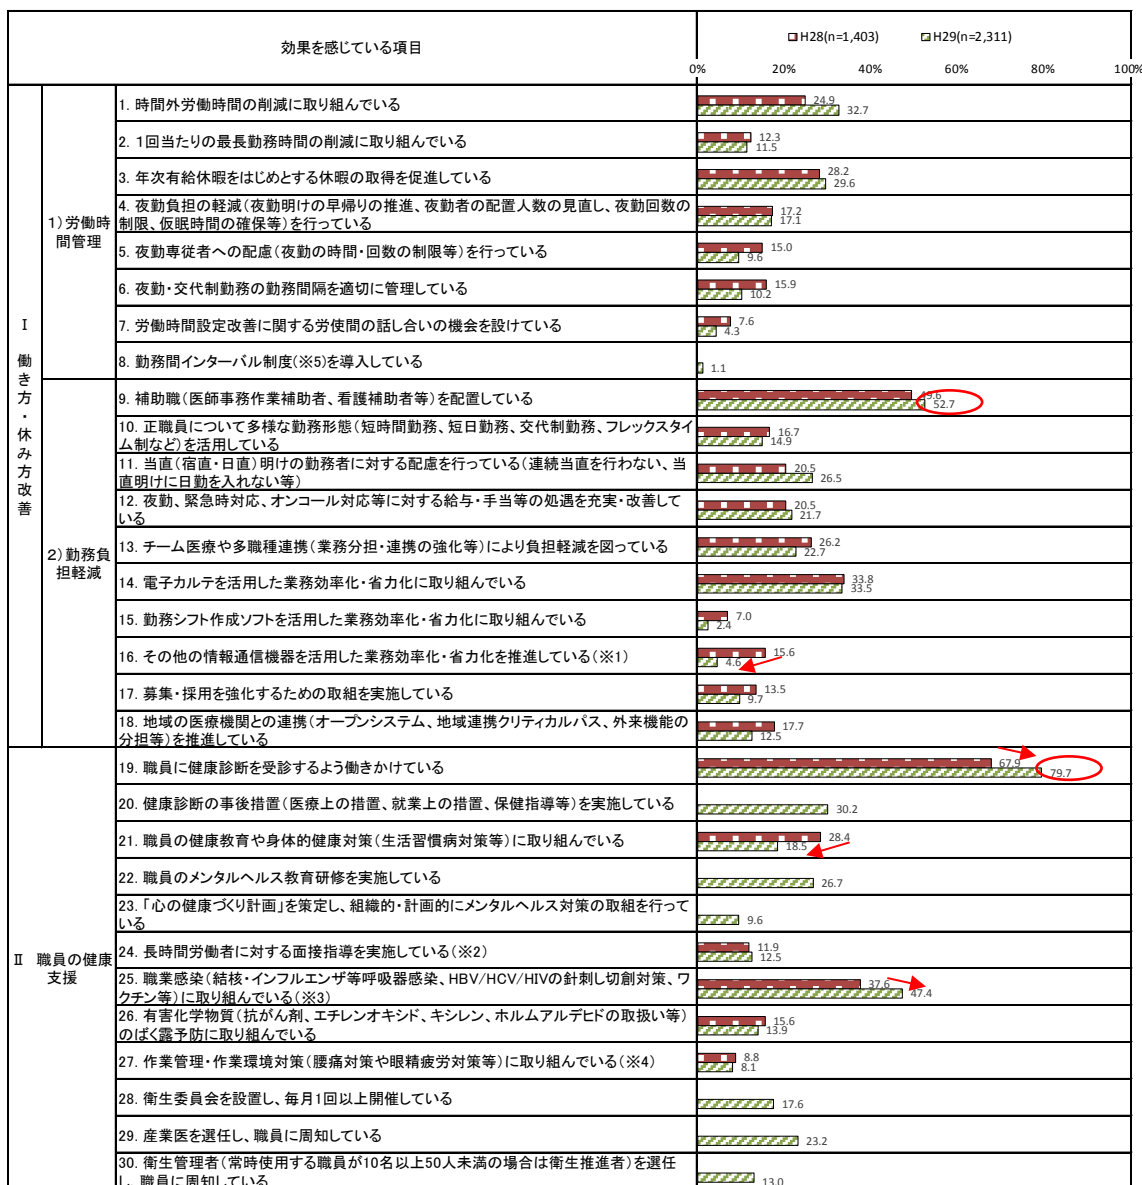 効果を感じている項目
H28(n=1,403) H29(n=2,311)
0% 20% 40% 60% 80% 100%
Ⅰ 働き方・休み方改善
1)労働時
間管理
1. 時間外労働時間の削減に取り組んでいる
24.9
32.7
2. 1回当たりの最長勤務時間の削減に取り組んでいる
12.3
11.5
3. 年次有給休暇をはじめとする休暇の取得を促進している
28.2
29.6
4. 夜勤負担の軽減(夜勤明けの早帰りの推進、夜勤者の配置人数の見直し、夜勤回数の
制限、仮眠時間の確保等)を行っている
17.2
17.1
5. 夜勤専従者への配慮(夜勤の時間・回数の制限等)を行っている
15.0
9.6
6. 夜勤・交代制勤務の勤務間隔を適切に管理している
15.9
10.2
7. 労働時間設定改善に関する労使間の話し合いの機会を設けている
7.6
4.3
8. 勤務間インターバル制度(※5)を導入している
1.1
2)勤務負
担軽減
9. 補助職(医師事務作業補助者、看護補助者等)を配置している
49.6
52.7
10. 正職員について多様な勤務形態(短時間勤務、短日勤務、交代制勤務、フレックスタイ
ム制など)を活用している
16.7
14.9
11. 当直(宿直・日直)明けの勤務者に対する配慮を行っている(連続当直を行わない、当
直明けに日勤を入れない等)
20.5
26.5
12. 夜勤、緊急時対応、オンコール対応等に対する給与・手当等の処遇を充実・改善して
いる
20.5
21.7
13. チーム医療や多職種連携(業務分担・連携の強化等)により負担軽減を図っている
26.2
22.7
14. 電子カルテを活用した業務効率化・省力化に取り組んでいる
33.8
33.5
15. 勤務シフト作成ソフトを活用した業務効率化・省力化に取り組んでいる
7.0
2.4
16. その他の情報通信機器を活用した業務効率化・省力化を推進している(※1)
15.6
4.6
17. 募集・採用を強化するための取組を実施している
13.5
9.7
18. 地域の医療機関との連携(オープンシステム、地域連携クリティカルパス、外来機能の
分担等)を推進している
17.7
12.5
Ⅱ 職員の健康
支援
19. 職員に健康診断を受診するよう働きかけている
67.9
79.7
20. 健康診断の事後措置(医療上の措置、就業上の措置、保健指導等)を実施している
30.2
21. 職員の健康教育や身体的健康対策(生活習慣病対策等)に取り組んでいる
28.4
18.5
22. 職員のメンタルヘルス教育研修を実施している
26.7
23. 「心の健康づくり計画」を策定し、組織的・計画的にメンタルヘルス対策の取組を行って
いる
9.6
24. 長時間労働者に対する面接指導を実施している(※2)
11.9
12.5
25. 職業感染(結核・インフルエンザ等呼吸器感染、HBV/HCV/HIVの針刺し切創対策、ワ
クチン等)に取り組んでいる(※3)
37.6
47.4
26. 有害化学物質(抗がん剤、エチレンオキシド、キシレン、ホルムアルデヒドの取扱い等)
のばく露予防に取り組んでいる
15.6
13.9
27. 作業管理・作業環境対策(腰痛対策や眼精疲労対策等)に取り組んでいる(※4)
8.8
8.1
28. 衛生委員会を設置し、毎月1回以上開催している
17.6
29. 産業医を選任し、職員に周知している
23.2
30. 衛生管理者(常時使用する職員が10名以上50人未満の場合は衛生推進者)を選任
し、職員に周知している
13.0